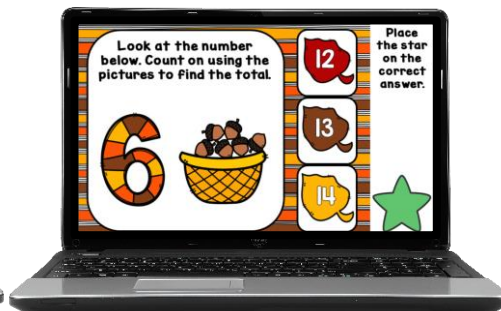 Look at the number
below. Count on using the
pictures to find the total.
6
12
13
14
Place
the star
on the
correct
answer.